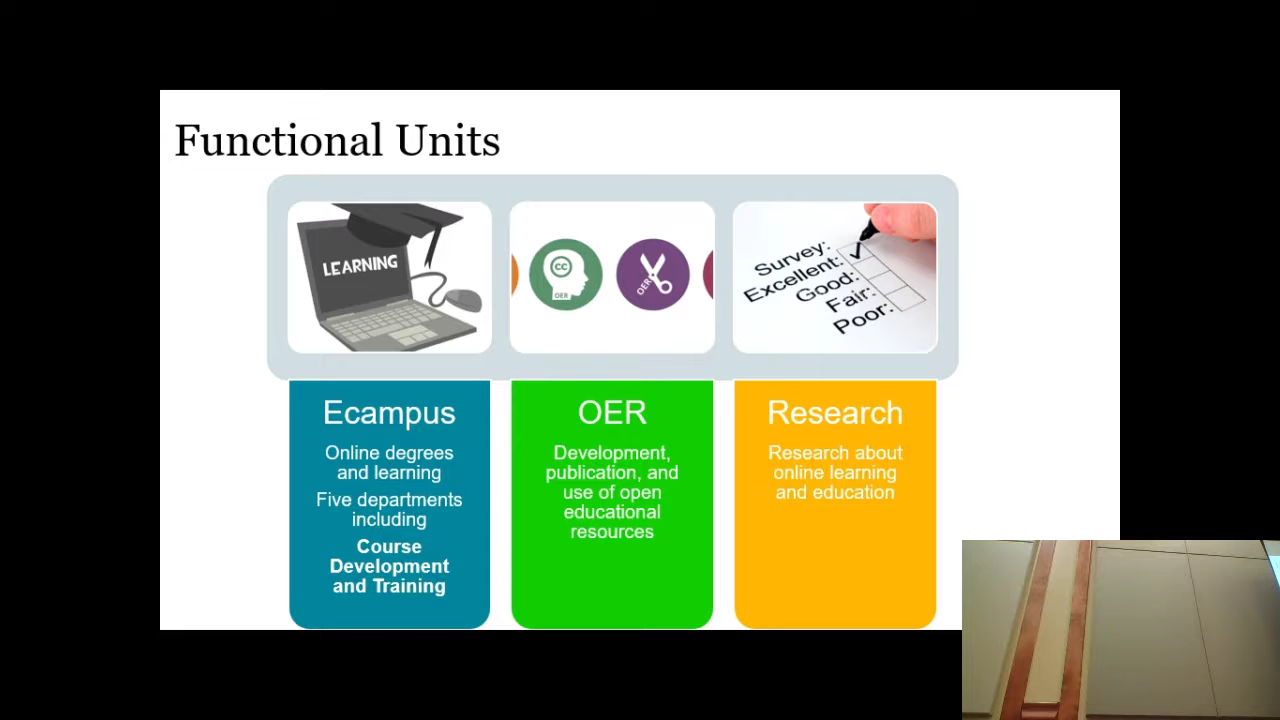 Functional Units
LEARNING
CC
OER
OER
Survey:
Excellent:
Good:
Fair:
Poor:
Ecampus
Online degrees
and learning
Five departments
including
Course
Development
and Training
OER
Development,
publication, and
use of open
educational
resources
Research
Research about
online learning
and education